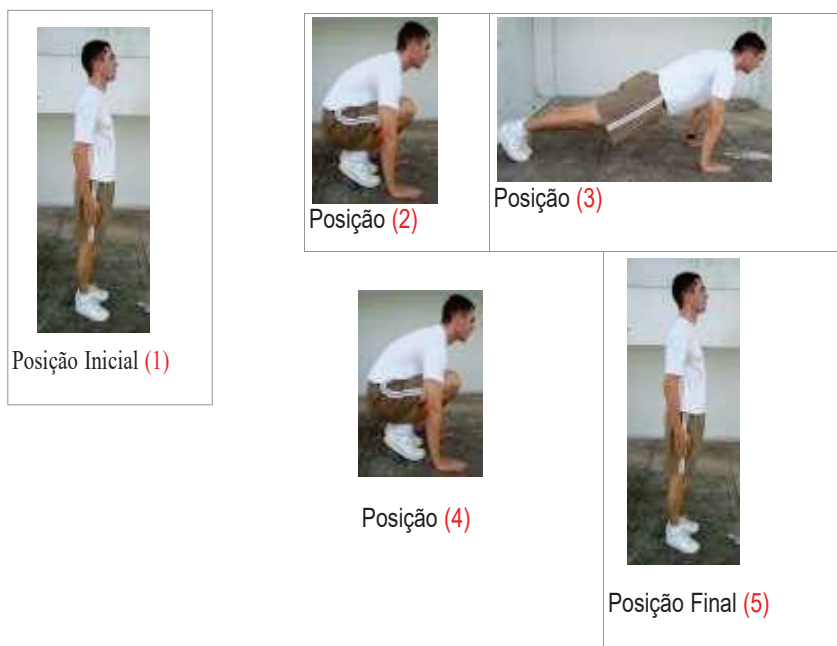 Posição Inicial (1)
Posição (2)
Posição (3)
Posição (4)
Posição Final (5)